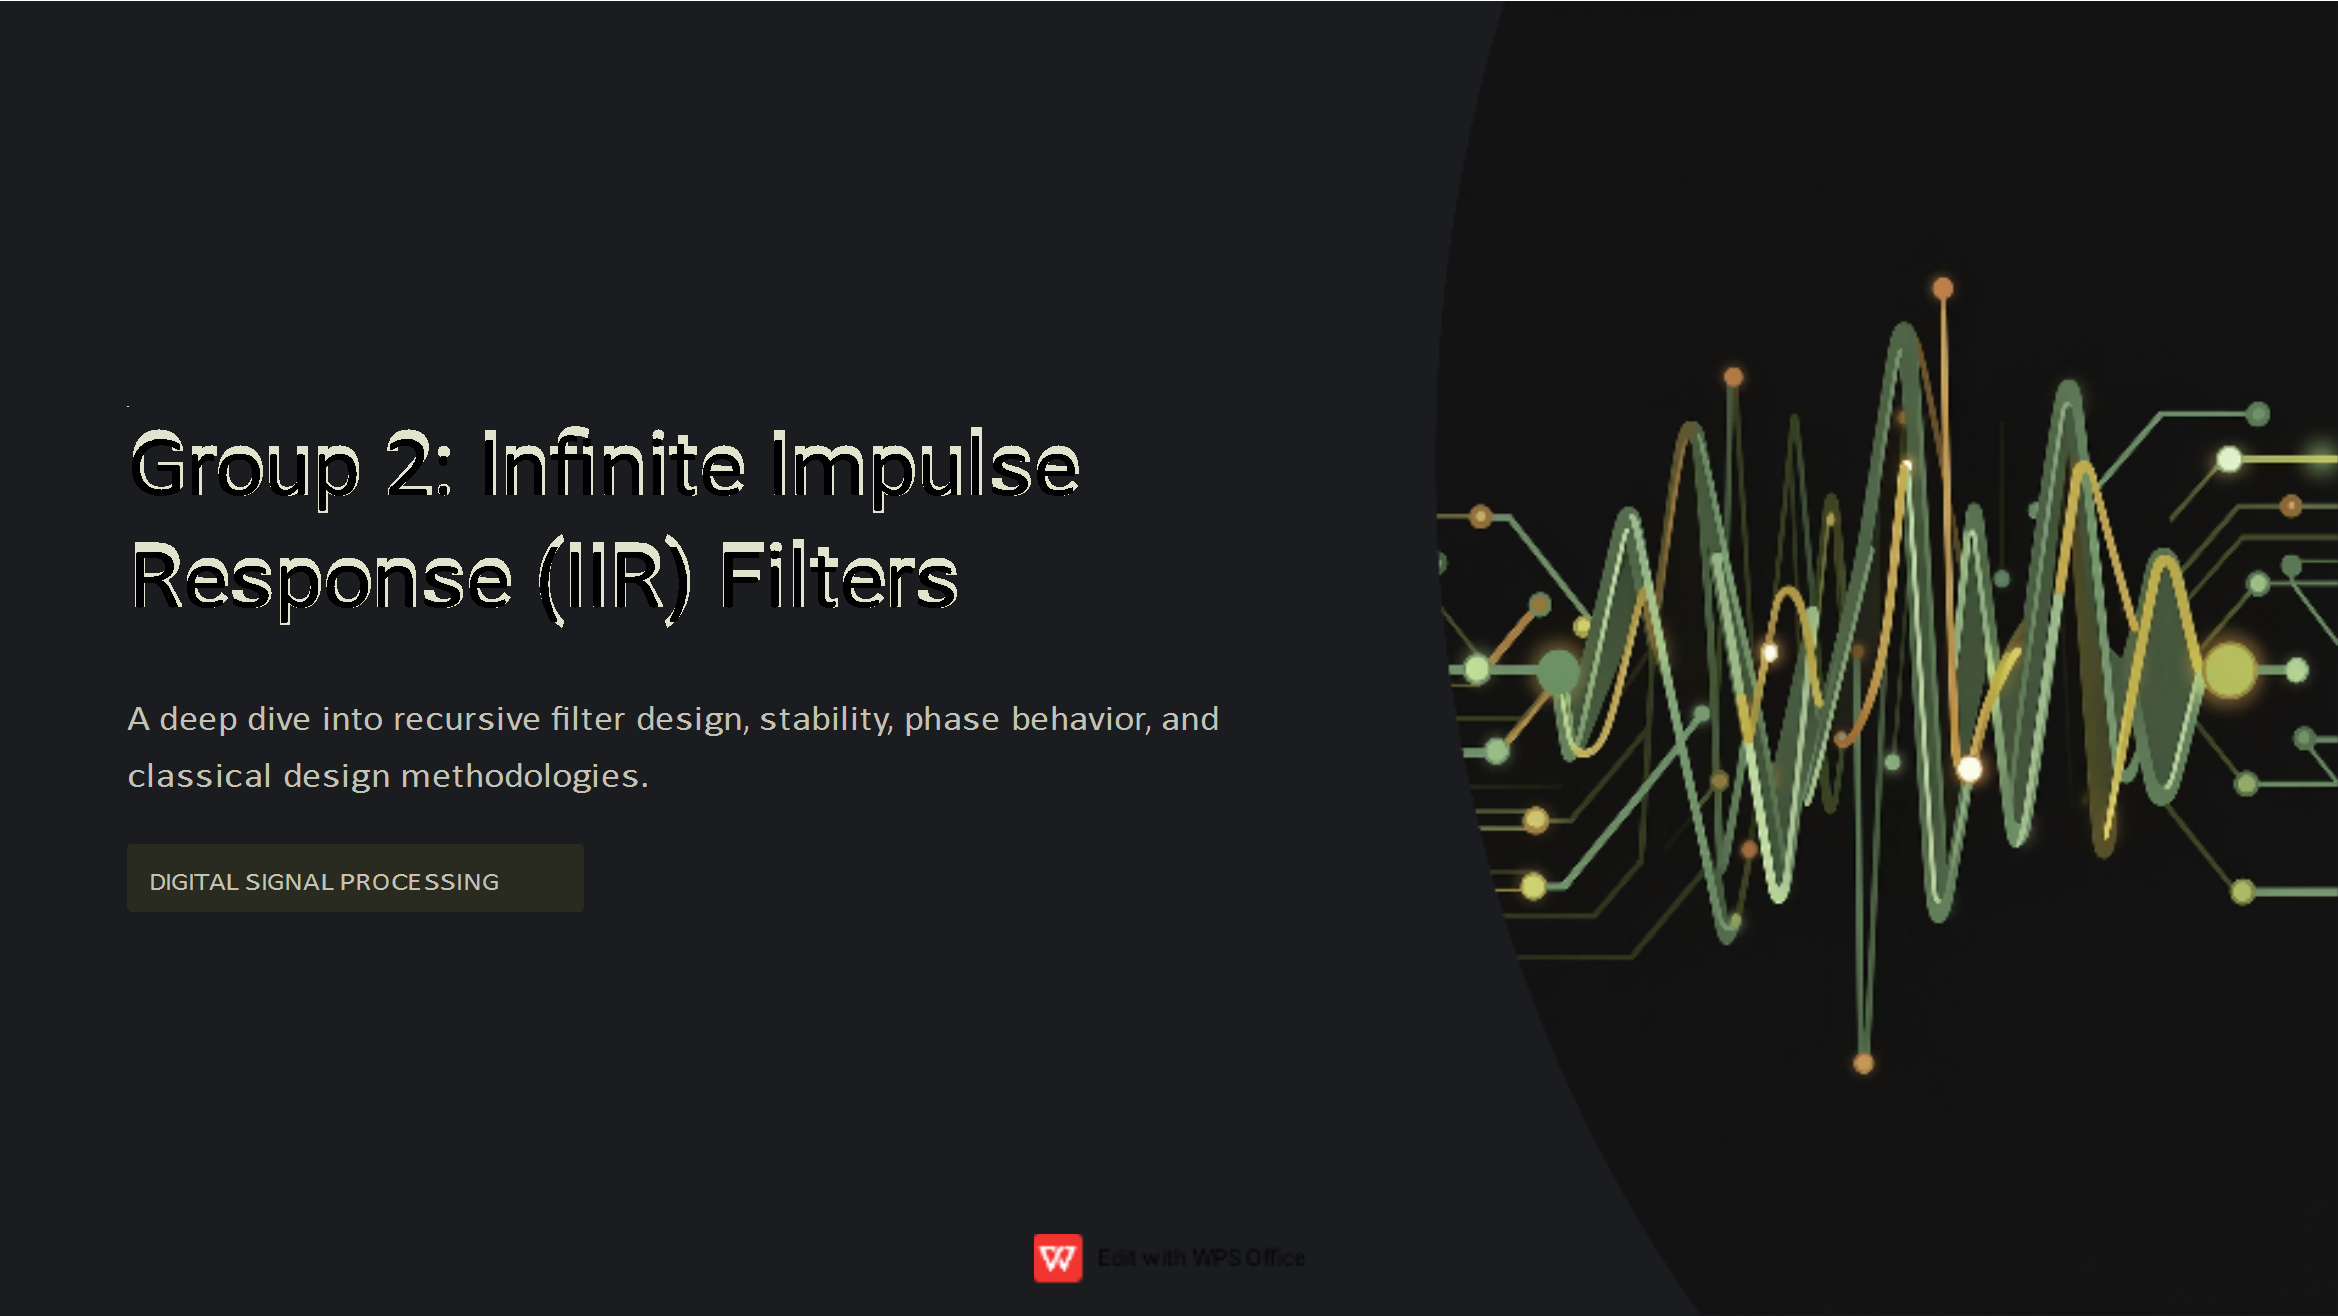 Group 2: Infinite Impulse
Response (IIR) Filters
A deep dive into recursive filter design, stability, phase behavior, and
classical design methodologies.
DIGITAL SIGNAL PROCESSING
Edit with WPS Office